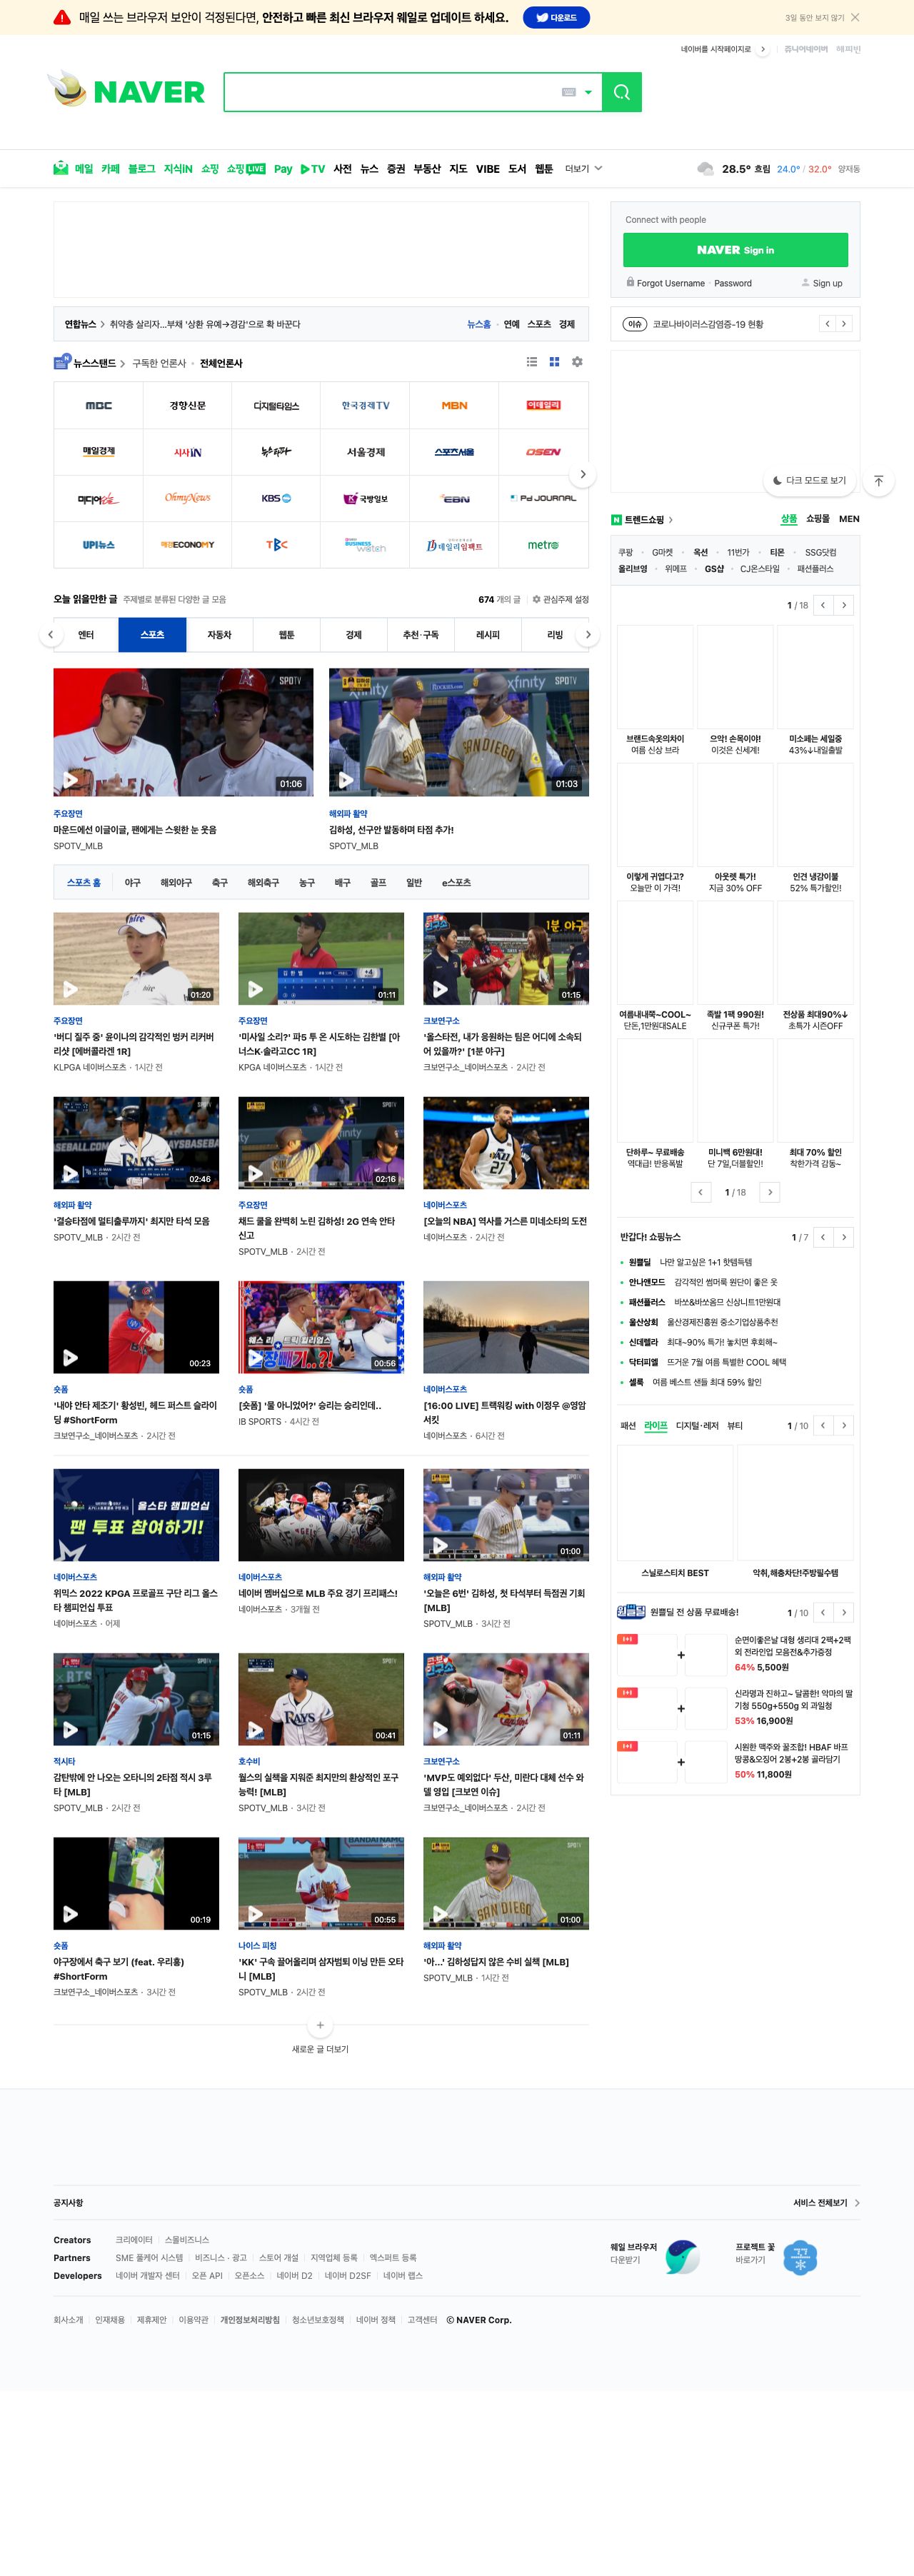 매일 쓰는 브라우저 보안이 걱정된다면, 안전하고 빠른 최신 브라우저 웨일로 업데이트 하세요.
다운로드
3일 동안 보지 않기
네이버를 시작페이지로
쥬니어네이버 해피빈
NAVER
메일 카페 블로그 지식iN 쇼핑 쇼핑LIVE Pay TV 사전 뉴스 증권 부동산 지도 VIBE 도서 웹툰 더보기
28.5° 흐림 24.0° / 32.0° 양재동
Connect with people
NAVER Sign in
Forgot Username · Password
Sign up
연합뉴스 취약층 살리자…부채 '상환 유예→경감'으로 확 바꾼다
뉴스홈 · 연예 스포츠 경제
이슈 코로나바이러스감염증-19 현황
뉴스스탠드 구독한 언론사 · 전체언론사
MBC 경향신문 디지털타임스 한국경제TV MBN 이데일리
매일경제 시사IN 뉴스타파 서울경제 스포츠서울 OSEN
미디어오늘 OhmyNews KBS 국방일보 EBN Pd JOURNAL
UPI뉴스 매경ECONOMY TBC BUSINESS watch 데일리임팩트 metro
다크 모드로 보기
오늘 읽을만한 글 주제별로 분류된 다양한 글 모음
674 개의 글 관심주제 설정
엔터 스포츠 자동차 웹툰 경제 추천·구독 레시피 리빙
SPOTV
01:06
xfinity
SAN DIEGO
01:03
주요장면
마운드에선 이글이글, 팬에게는 스윗한 눈 웃음
SPOTV_MLB
해외파 활약
김하성, 선구안 발동하며 타점 추가!
SPOTV_MLB
스포츠 홈 야구 해외야구 축구 해외축구 농구 배구 골프 일반 e스포츠
01:20
01:11
01:15
주요장면
'버디 질주 중' 윤이나의 감각적인 벙커 리커버리샷 [에버콜라겐 1R]
KLPGA 네이버스포츠 · 1시간 전
주요장면
'미사일 소리?' 파5 투 온 시도하는 김한별 [아너스K·솔라고CC 1R]
KPGA 네이버스포츠 · 1시간 전
크보연구소
'올스타전, 내가 응원하는 팀은 어디에 소속되어 있을까?' [1분 야구]
크보연구소_네이버스포츠 · 2시간 전
02:46
02:16
27
해외파 활약
'결승타점에 멀티출루까지' 최지만 타석 모음
SPOTV_MLB · 2시간 전
주요장면
채드 쿨을 완벽히 노린 김하성! 2G 연속 안타 신고
SPOTV_MLB · 2시간 전
네이버스포츠
[오늘의 NBA] 역사를 거스른 미네소타의 도전
네이버스포츠 · 2시간 전
00:23
00:56
숏폼
'내야 안타 제조기' 황성빈, 헤드 퍼스트 슬라이딩 #ShortForm
크보연구소_네이버스포츠 · 2시간 전
숏폼
[숏폼] '풀 아니었어?' 승리는 승리인데..
IB SPORTS · 4시간 전
네이버스포츠
[16:00 LIVE] 트랙워킹 with 이정우 @영암 서킷
네이버스포츠 · 6시간 전
올스타 챔피언십
팬 투표 참여하기!
01:00
네이버스포츠
위믹스 2022 KPGA 프로골프 구단 리그 올스타 챔피언십 투표
네이버스포츠 · 어제
네이버스포츠
네이버 멤버십으로 MLB 주요 경기 프리패스!
네이버스포츠 · 3개월 전
해외파 활약
'오늘은 6번' 김하성, 첫 타석부터 득점권 기회 [MLB]
SPOTV_MLB · 3시간 전
01:15
RAYS
00:41
01:11
적시타
감탄밖에 안 나오는 오타니의 2타점 적시 3루타 [MLB]
SPOTV_MLB · 2시간 전
호수비
월스의 실책을 지워준 최지만의 환상적인 포구 능력! [MLB]
SPOTV_MLB · 3시간 전
크보연구소
'MVP도 예외없다' 두산, 미란다 대체 선수 와델 영입 [크보연 이슈]
크보연구소_네이버스포츠 · 2시간 전
00:19
00:55
SAN DIEGO
01:00
숏폼
야구장에서 축구 보기 (feat. 우리흥) #ShortForm
크보연구소_네이버스포츠 · 3시간 전
나이스 피칭
'KK' 구속 끌어올리며 삼자범퇴 이닝 만든 오타니 [MLB]
SPOTV_MLB · 2시간 전
해외파 활약
'아...' 김하성답지 않은 수비 실책 [MLB]
SPOTV_MLB · 1시간 전
새로운 글 더보기
트렌드쇼핑
상품 쇼핑몰 MEN
쿠팡 · G마켓 · 옥션 · 11번가 · 티몬 · SSG닷컴
올리브영 · 위메프 · GS샵 · CJ온스타일 · 패션플러스
1 / 18
브랜드속옷의차이
여름 신상 브라
으악! 손목이야!
이것은 신세계!
미소페는 세일중
43%↓내일출발
이렇게 귀엽다고?
오늘만 이 가격!
아웃렛 특가!
지금 30% OFF
인견 냉감이불
52% 특가할인!
여름내내쭉~COOL~
단돈,1만원대SALE
족발 1팩 990원!
신규쿠폰 특가!
전상품 최대90%↓
초특가 시즌OFF
단하루~ 무료배송
역대급! 반응폭발
미니백 6만원대!
단 7일,더블할인!
최대 70% 할인
착한가격 감동~
1 / 18
반갑다! 쇼핑뉴스
1 / 7
원쁠딜 나만 알고싶은 1+1 핫템득템
안나앤모드 감각적인 썸머룩 원단이 좋은 옷
패션플러스 바쏘&바쏘옴므 신상니트1만원대
울산상회 울산경제진흥원 중소기업상품추천
신데렐라 최대~90% 특가! 놓치면 후회해~
닥터피엘 뜨거운 7월 여름 특별한 COOL 혜택
셀룩 여름 베스트 샌들 최대 59% 할인
패션 라이프 디지털·레저 뷰티
1 / 10
스닐로스티치 BEST
악취,해충차단!주방필수템
원쁠딜 원쁠딜 전 상품 무료배송!
1 / 10
1+1
순면이좋은날 대형 생리대 2팩+2팩 외 전라인업 모음전&추가증정
64% 5,500원
1+1
신라명과 진하고~ 달콤한! 악마의 딸기청 550g+550g 외 과일청
53% 16,900원
1+1
시원한 맥주와 꿀조합! HBAF 바프 땅콩&오징어 2봉+2봉 골라담기
50% 11,800원
공지사항
서비스 전체보기
Creators 크리에이터 스몰비즈니스
Partners SME 풀케어 시스템 비즈니스 · 광고 스토어 개설 지역업체 등록 엑스퍼트 등록
Developers 네이버 개발자 센터 오픈 API 오픈소스 네이버 D2 네이버 D2SF 네이버 랩스
웨일 브라우저
다운받기
프로젝트 꽃
바로가기
회사소개 인재채용 제휴제안 이용약관 개인정보처리방침 청소년보호정책 네이버 정책 고객센터 ⓒ NAVER Corp.